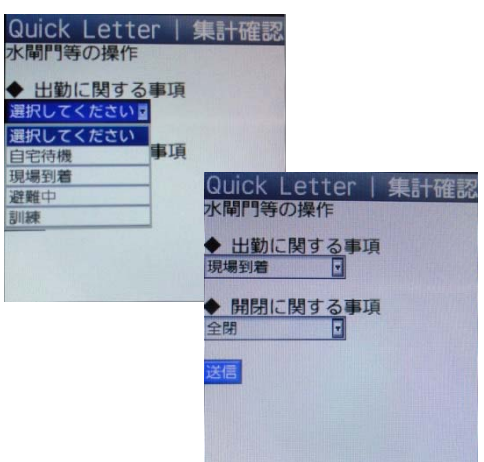 Quick Letter | 集計確認
水閘門等の操作
◆ 出勤に関する事項
選択してください
選択してください
自宅待機
現場到着
避難中
訓練
事項
Quick Letter | 集計確認
水閘門等の操作
◆ 出勤に関する事項
現場到着
◆ 開閉に関する事項
全閉
送信